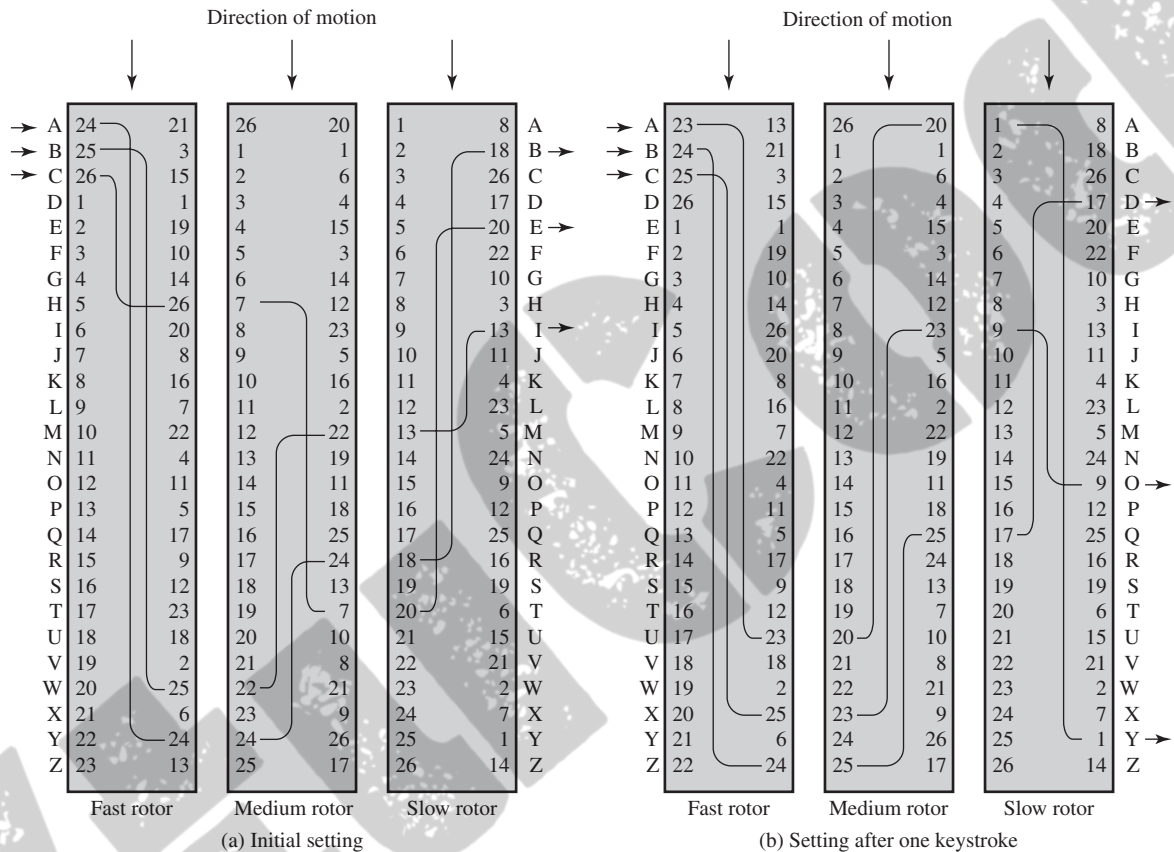 Direction of motion
A 24 21 26 20 1 8 A
B 25 3 1 1 2 18 B
C 26 15 2 6 3 26 C
D 1 1 3 4 4 17 D
E 2 19 4 15 5 20 E
F 3 10 5 3 6 22 F
G 4 14 6 14 7 10 G
H 5 26 7 12 8 3 H
I 6 20 8 23 9 13 I
J 7 8 9 5 10 11 J
K 8 16 10 16 11 4 K
L 9 7 11 2 12 23 L
M 10 22 12 22 13 5 M
N 11 4 13 19 14 24 N
O 12 11 14 11 15 9 O
P 13 5 15 18 16 12 P
Q 14 17 16 25 17 25 Q
R 15 9 17 24 18 16 R
S 16 12 18 13 19 19 S
T 17 23 19 7 20 6 T
U 18 18 20 10 21 15 U
V 19 2 21 8 22 21 V
W 20 25 22 21 23 2 W
X 21 6 23 9 24 7 X
Y 22 24 24 26 25 1 Y
Z 23 13 25 17 26 14 Z
Fast rotor Medium rotor Slow rotor
(a) Initial setting
Direction of motion
A 23 13 26 20 1 8 A
B 24 21 1 1 2 18 B
C 25 3 2 6 3 26 C
D 26 15 3 4 4 17 D
E 1 1 4 15 5 20 E
F 2 19 5 3 6 22 F
G 3 10 6 14 7 10 G
H 4 14 7 12 8 3 H
I 5 26 8 23 9 13 I
J 6 20 9 5 10 11 J
K 7 8 10 16 11 4 K
L 8 16 11 2 12 23 L
M 9 7 12 22 13 5 M
N 10 22 13 19 14 24 N
O 11 4 14 11 15 9 O
P 12 11 15 18 16 12 P
Q 13 5 16 25 17 25 Q
R 14 17 17 24 18 16 R
S 15 9 18 13 19 19 S
T 16 12 19 7 20 6 T
U 17 23 20 10 21 15 U
V 18 18 21 8 22 21 V
W 19 2 22 21 23 2 W
X 20 25 23 9 24 7 X
Y 21 6 24 26 25 1 Y
Z 22 24 25 17 26 14 Z
Fast rotor Medium rotor Slow rotor
(b) Setting after one keystroke